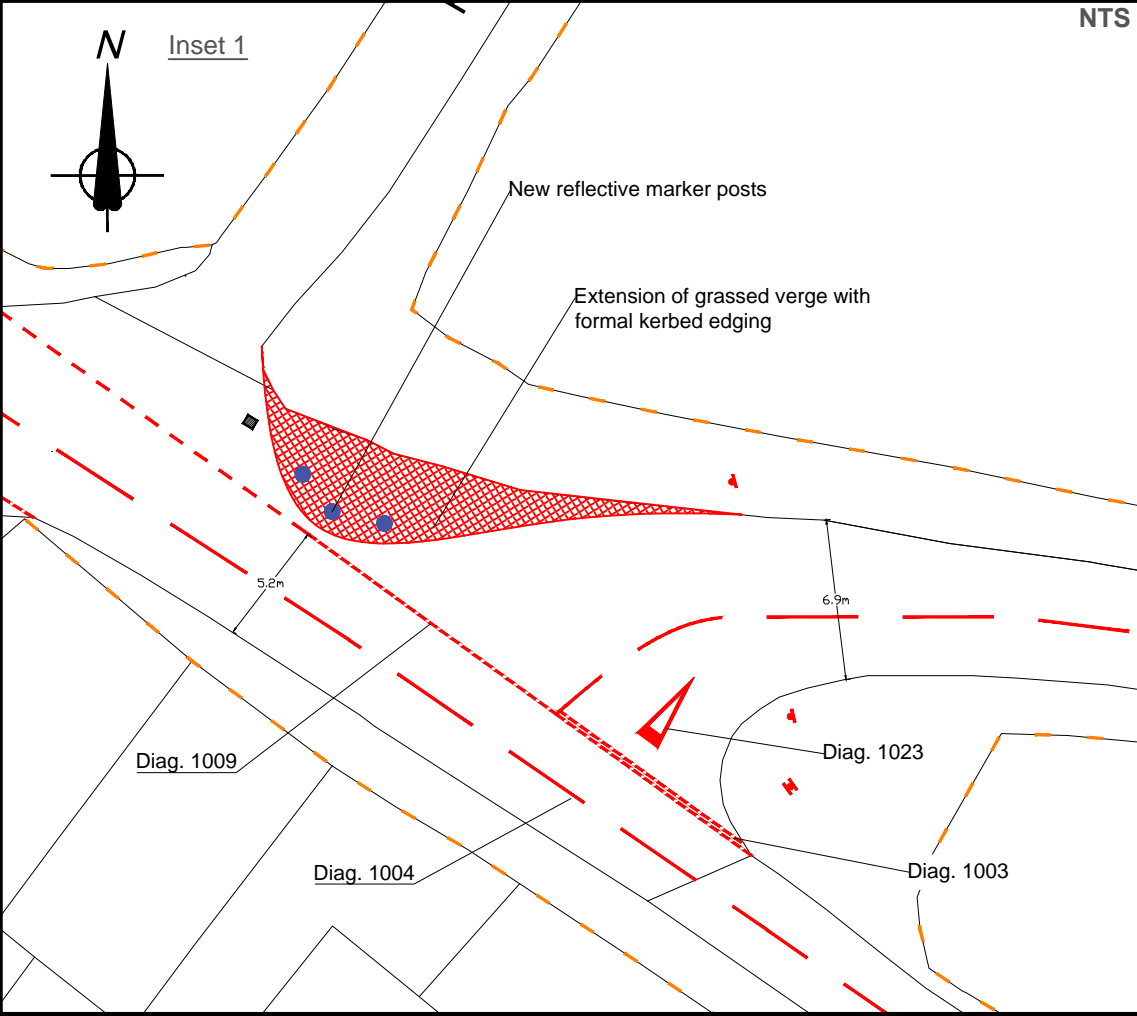 NTS
N
Inset 1
New reflective marker posts
Extension of grassed verge with
formal kerbed edging
5.2m
6.9m
Diag. 1009
Diag. 1023
Diag. 1004
Diag. 1003